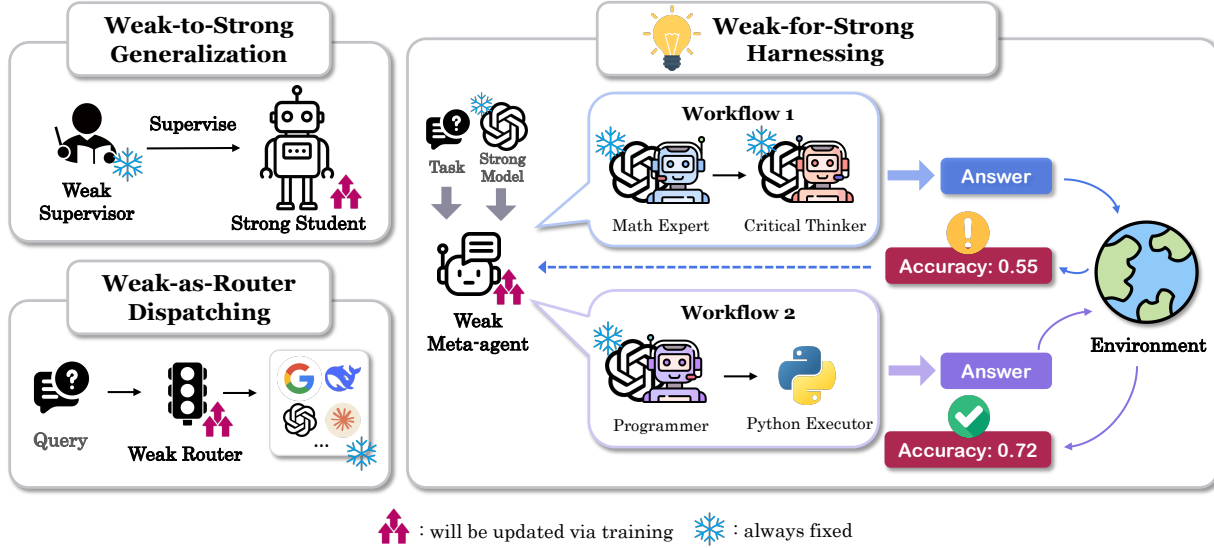 Weak-to-Strong
Generalization
Supervise
Weak
Supervisor
Strong Student
Weak-as-Router
Dispatching
Query
Weak Router
...
Weak-for-Strong
Harnessing
Task
Strong
Model
Weak
Meta-agent
Workflow 1
Math Expert
Critical Thinker
Answer
Accuracy: 0.55
Workflow 2
Programmer
Python Executor
Answer
Accuracy: 0.72
Environment
: will be updated via training
: always fixed